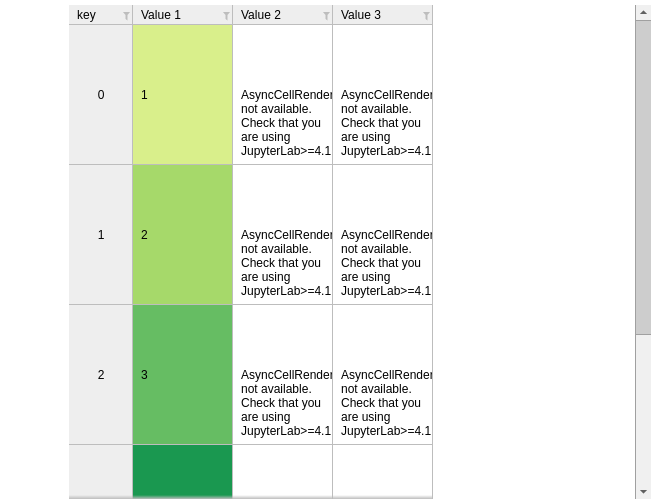 key Value 1 Value 2 Value 3
0 1
AsyncCellRender AsyncCellRender
not available. not available.
Check that you Check that you
are using are using
JupyterLab>=4.1 JupyterLab>=4.1
1 2
AsyncCellRender AsyncCellRender
not available. not available.
Check that you Check that you
are using are using
JupyterLab>=4.1 JupyterLab>=4.1
2 3
AsyncCellRender AsyncCellRender
not available. not available.
Check that you Check that you
are using are using
JupyterLab>=4.1 JupyterLab>=4.1